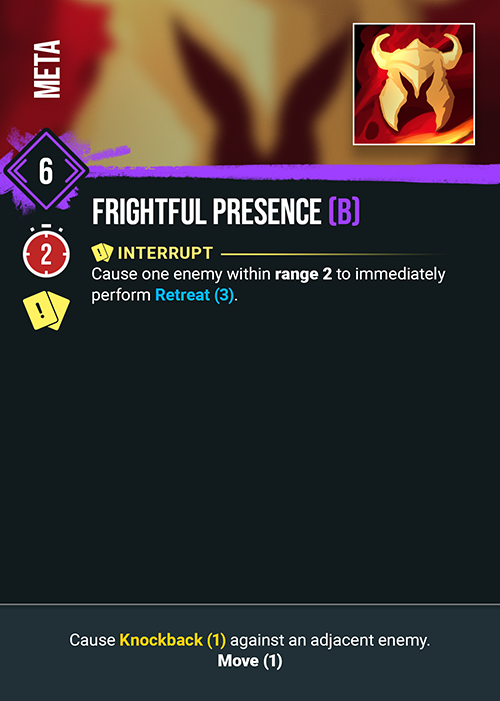 META
6
FRIGHTFUL PRESENCE (B)
2
! INTERRUPT
Cause one enemy within range 2 to immediately
perform Retreat (3).
!
Cause Knockback (1) against an adjacent enemy.
Move (1)